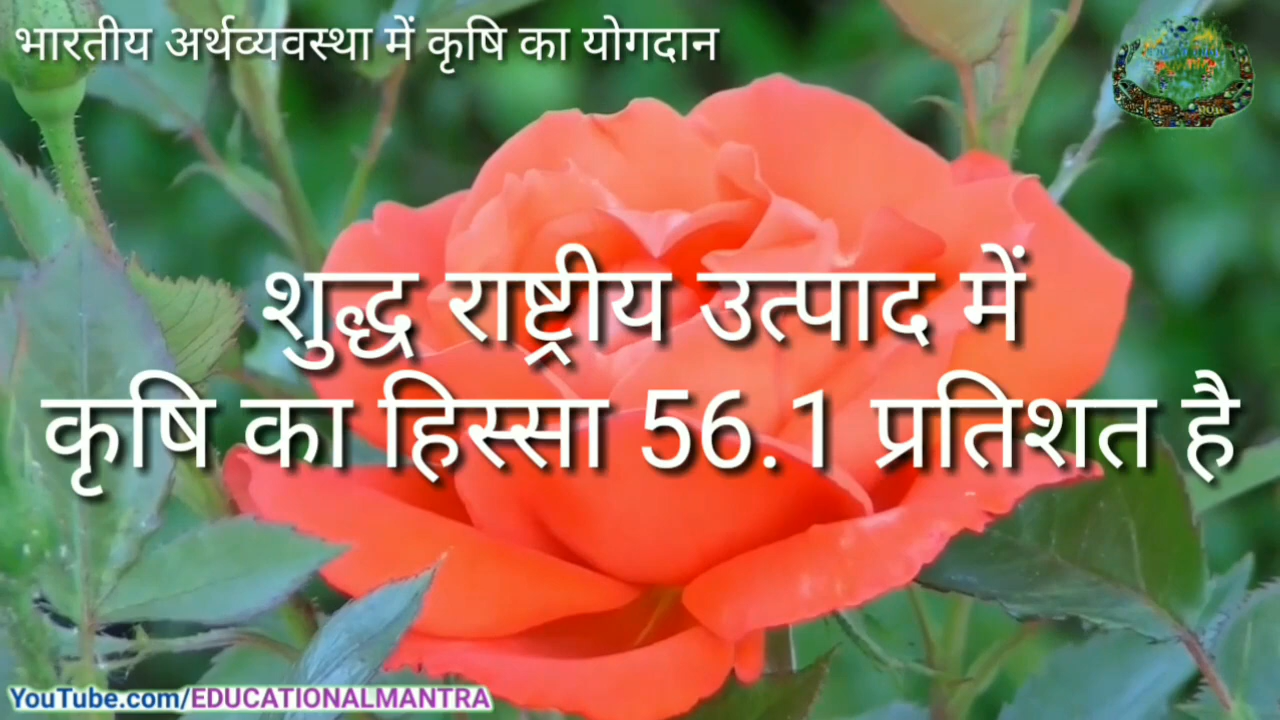 भारतीय अर्थव्यवस्था में कृषि का योगदान
शुद्ध राष्ट्रीय उत्पाद में
कृषि का हिस्सा 56.1 प्रतिशत है
YouTube.com/EDUCATIONALMANTRA